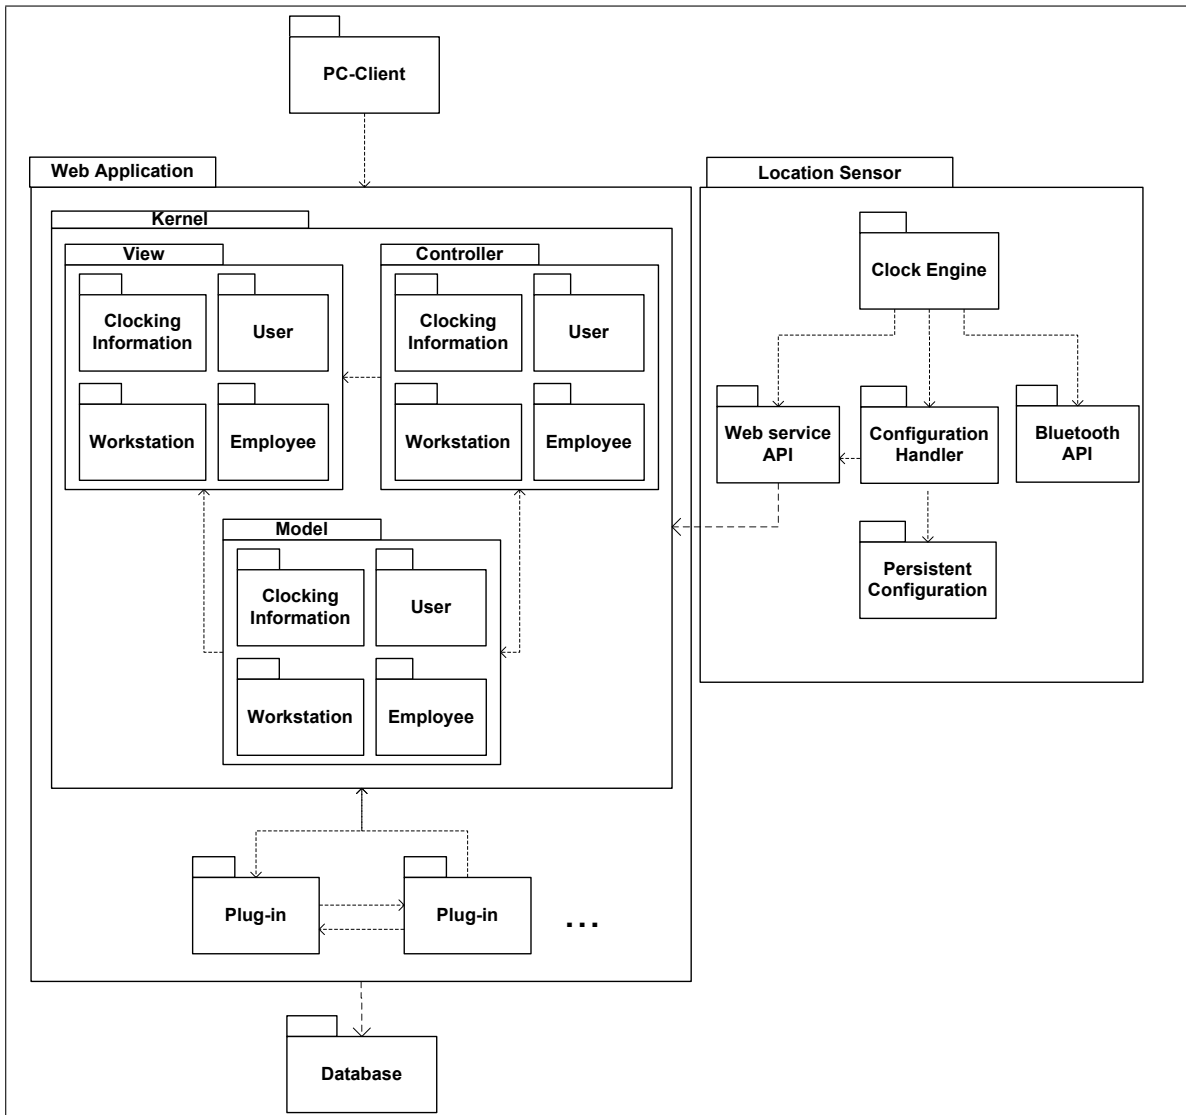 PC-Client
Web Application
Kernel
View
Clocking
Information
User
Workstation
Employee
Controller
Clocking
Information
User
Workstation
Employee
Model
Clocking
Information
User
Workstation
Employee
Plug-in
Plug-in
...
Database
Location Sensor
Clock Engine
Web service
API
Configuration
Handler
Bluetooth
API
Persistent
Configuration